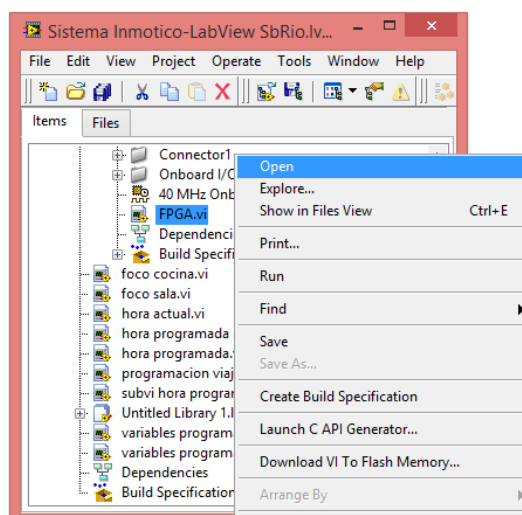 Sistema Inmotico-LabView SbRio.lv...
File Edit View Project Operate Tools Window Help
Items Files
Connector1
Onboard I/O
40 MHz Onb
FPGA.vi
Dependenci
Build Specifi
foco cocina.vi
foco sala.vi
hora actual.vi
hora programada
hora programada.
programacion viaj
subvi hora progra
Untitled Library 1.l
variables program
variables program
Dependencies
Build Specification
Open
Explore...
Show in Files View Ctrl+E
Print...
Run
Find
Save
Save As...
Create Build Specification
Launch C API Generator...
Download VI To Flash Memory...
Arrange By